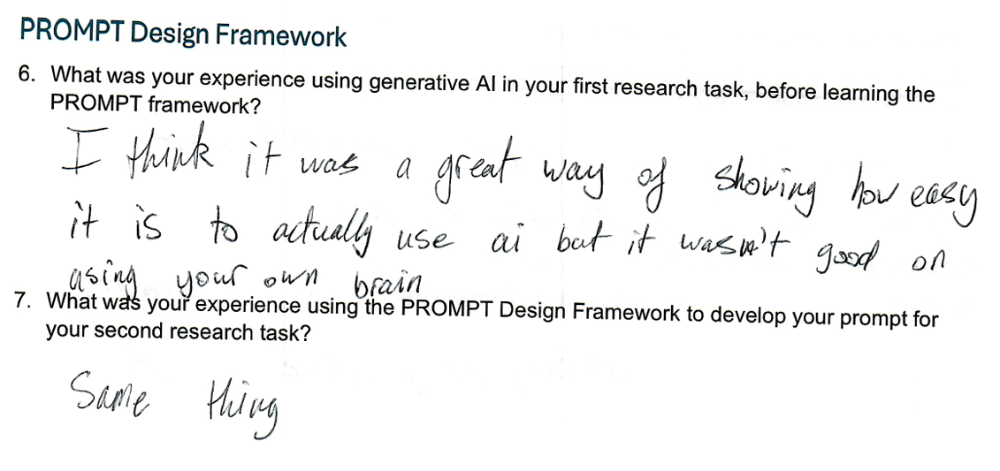 PROMPT Design Framework
6. What was your experience using generative AI in your first research task, before learning the
PROMPT framework?
I think it was a great way of showing how easy
it is to actually use ai but it wasn't good on
using your own brain
7. What was your experience using the PROMPT Design Framework to develop your prompt for
your second research task?
Same thing